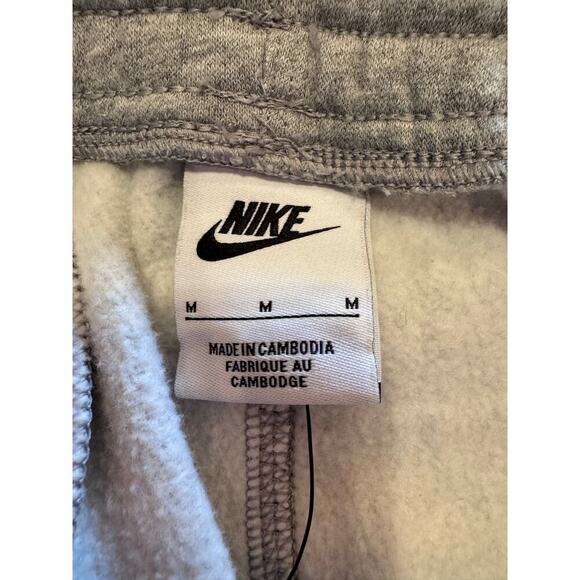 NIKE
M M M
MADE IN CAMBODIA
FABRIQUE AU
CAMBODGE